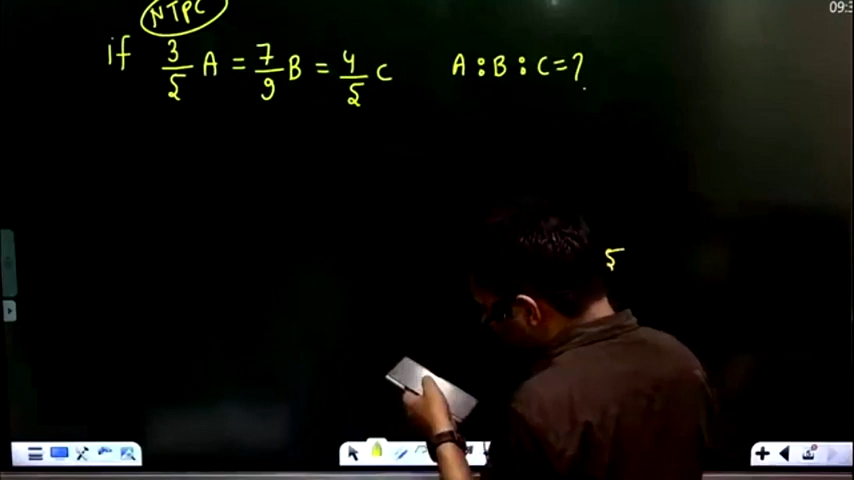 NTPC
if 3/5 A = 7/9 B = 4/5 C A : B : C = ?
5